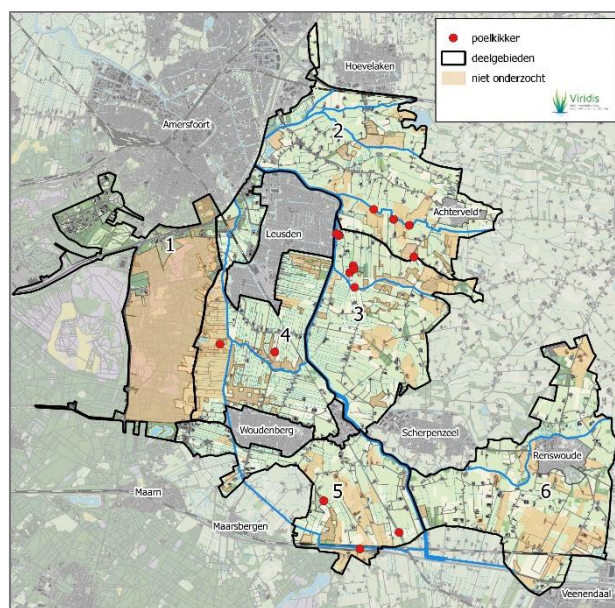 poelkikker
deelgebieden
niet onderzocht
Viridis
Hoevelaken
Amersfoort
2
Achterveld
Leusden
1
3
4
Woudenberg
Scherpenzeel
Renswoude
Maarn
5
6
Maarsbergen
Veenendaal